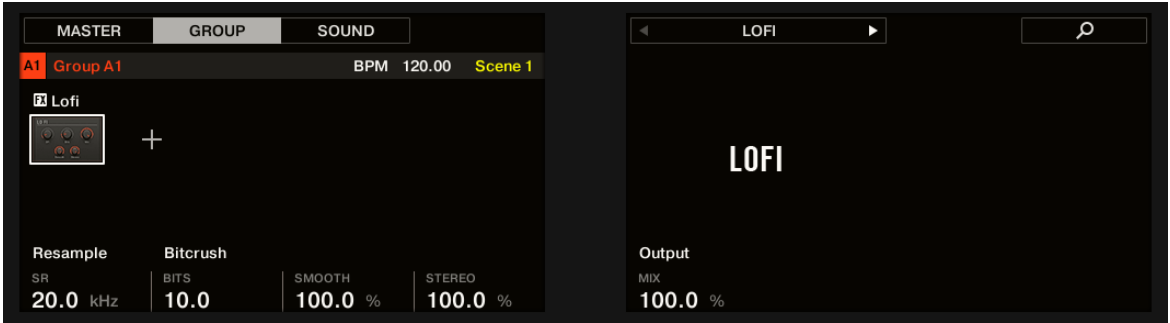 MASTER GROUP SOUND
A1 Group A1 BPM 120.00 Scene 1
FX Lofi
Resample Bitcrush
SR BITS SMOOTH STEREO
20.0 kHz 10.0 100.0 % 100.0 %
LOFI
LOFI
Output
MIX
100.0 %